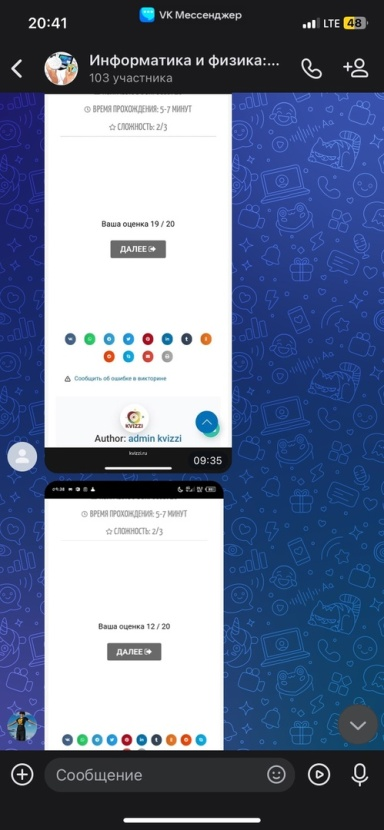 VK Мессенджер
20:41
LTE 48
Информатика и физика:...
103 участника
ВРЕМЯ ПРОХОЖДЕНИЯ: 5-7 МИНУТ
СЛОЖНОСТЬ: 2/3
Ваша оценка 19 / 20
ДАЛЕЕ
Сообщить об ошибке в викторине
KVIZZI
Author: admin kvizzi
kvizzi.ru
09:35
ВРЕМЯ ПРОХОЖДЕНИЯ: 5-7 МИНУТ
СЛОЖНОСТЬ: 2/3
Ваша оценка 12 / 20
ДАЛЕЕ
Сообщение